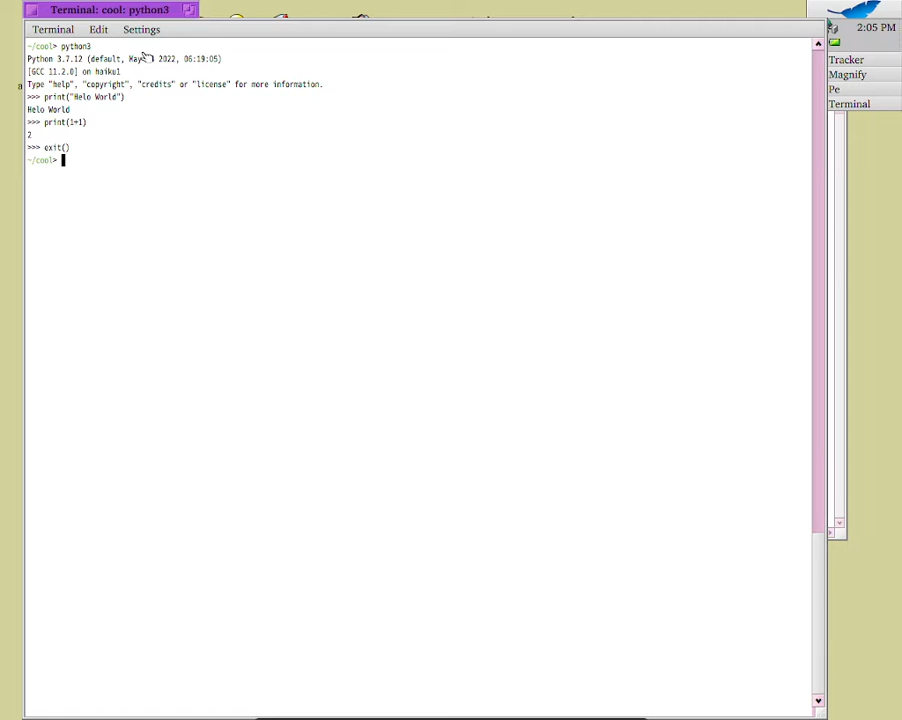 Terminal: cool: python3
Terminal Edit Settings
2:05 PM
Tracker
Magnify
Pe
Terminal
~/cool> python3
Python 3.7.12 (default, May 2022, 06:19:05)
[GCC 11.2.0] on haiku1
Type "help", "copyright", "credits" or "license" for more information.
>>> print("Helo World")
Helo World
>>> print(1+1)
2
>>> exit()
~/cool>
a